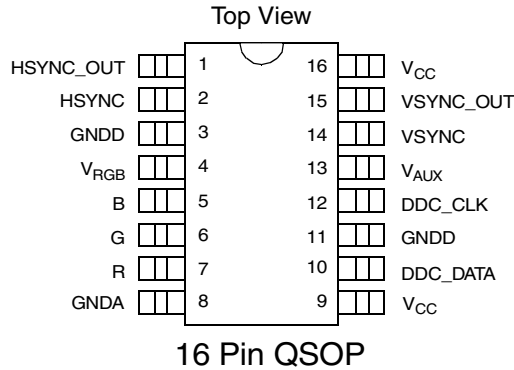 Top View
HSYNC_OUT 1 16 VCC
HSYNC 2 15 VSYNC_OUT
GNDD 3 14 VSYNC
VRGB 4 13 VAUX
B 5 12 DDC_CLK
G 6 11 GNDD
R 7 10 DDC_DATA
GNDA 8 9 VCC
16 Pin QSOP